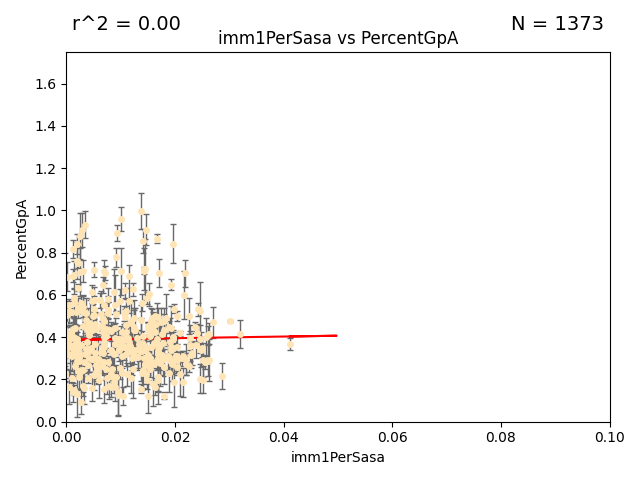 r^2 = 0.00
N = 1373
imm1PerSasa vs PercentGpA
1.6
1.4
1.2
1.0
0.8
0.6
0.4
0.2
0.0
PercentGpA
0.00 0.02 0.04 0.06 0.08 0.10
imm1PerSasa